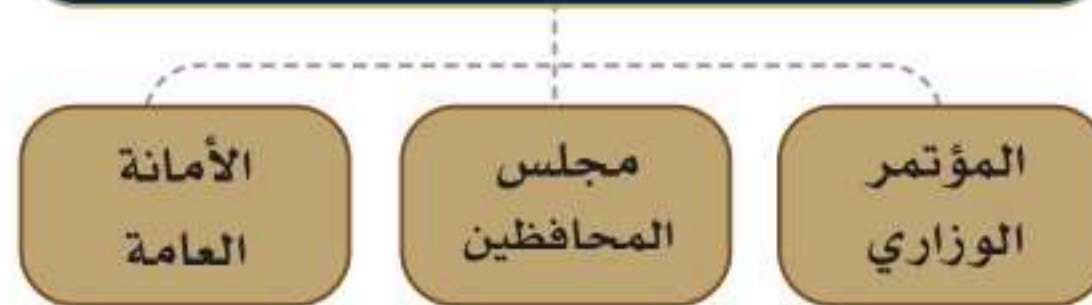 المؤتمر
الوزاري
مجلس
المحافظين
الأمانة
العامة